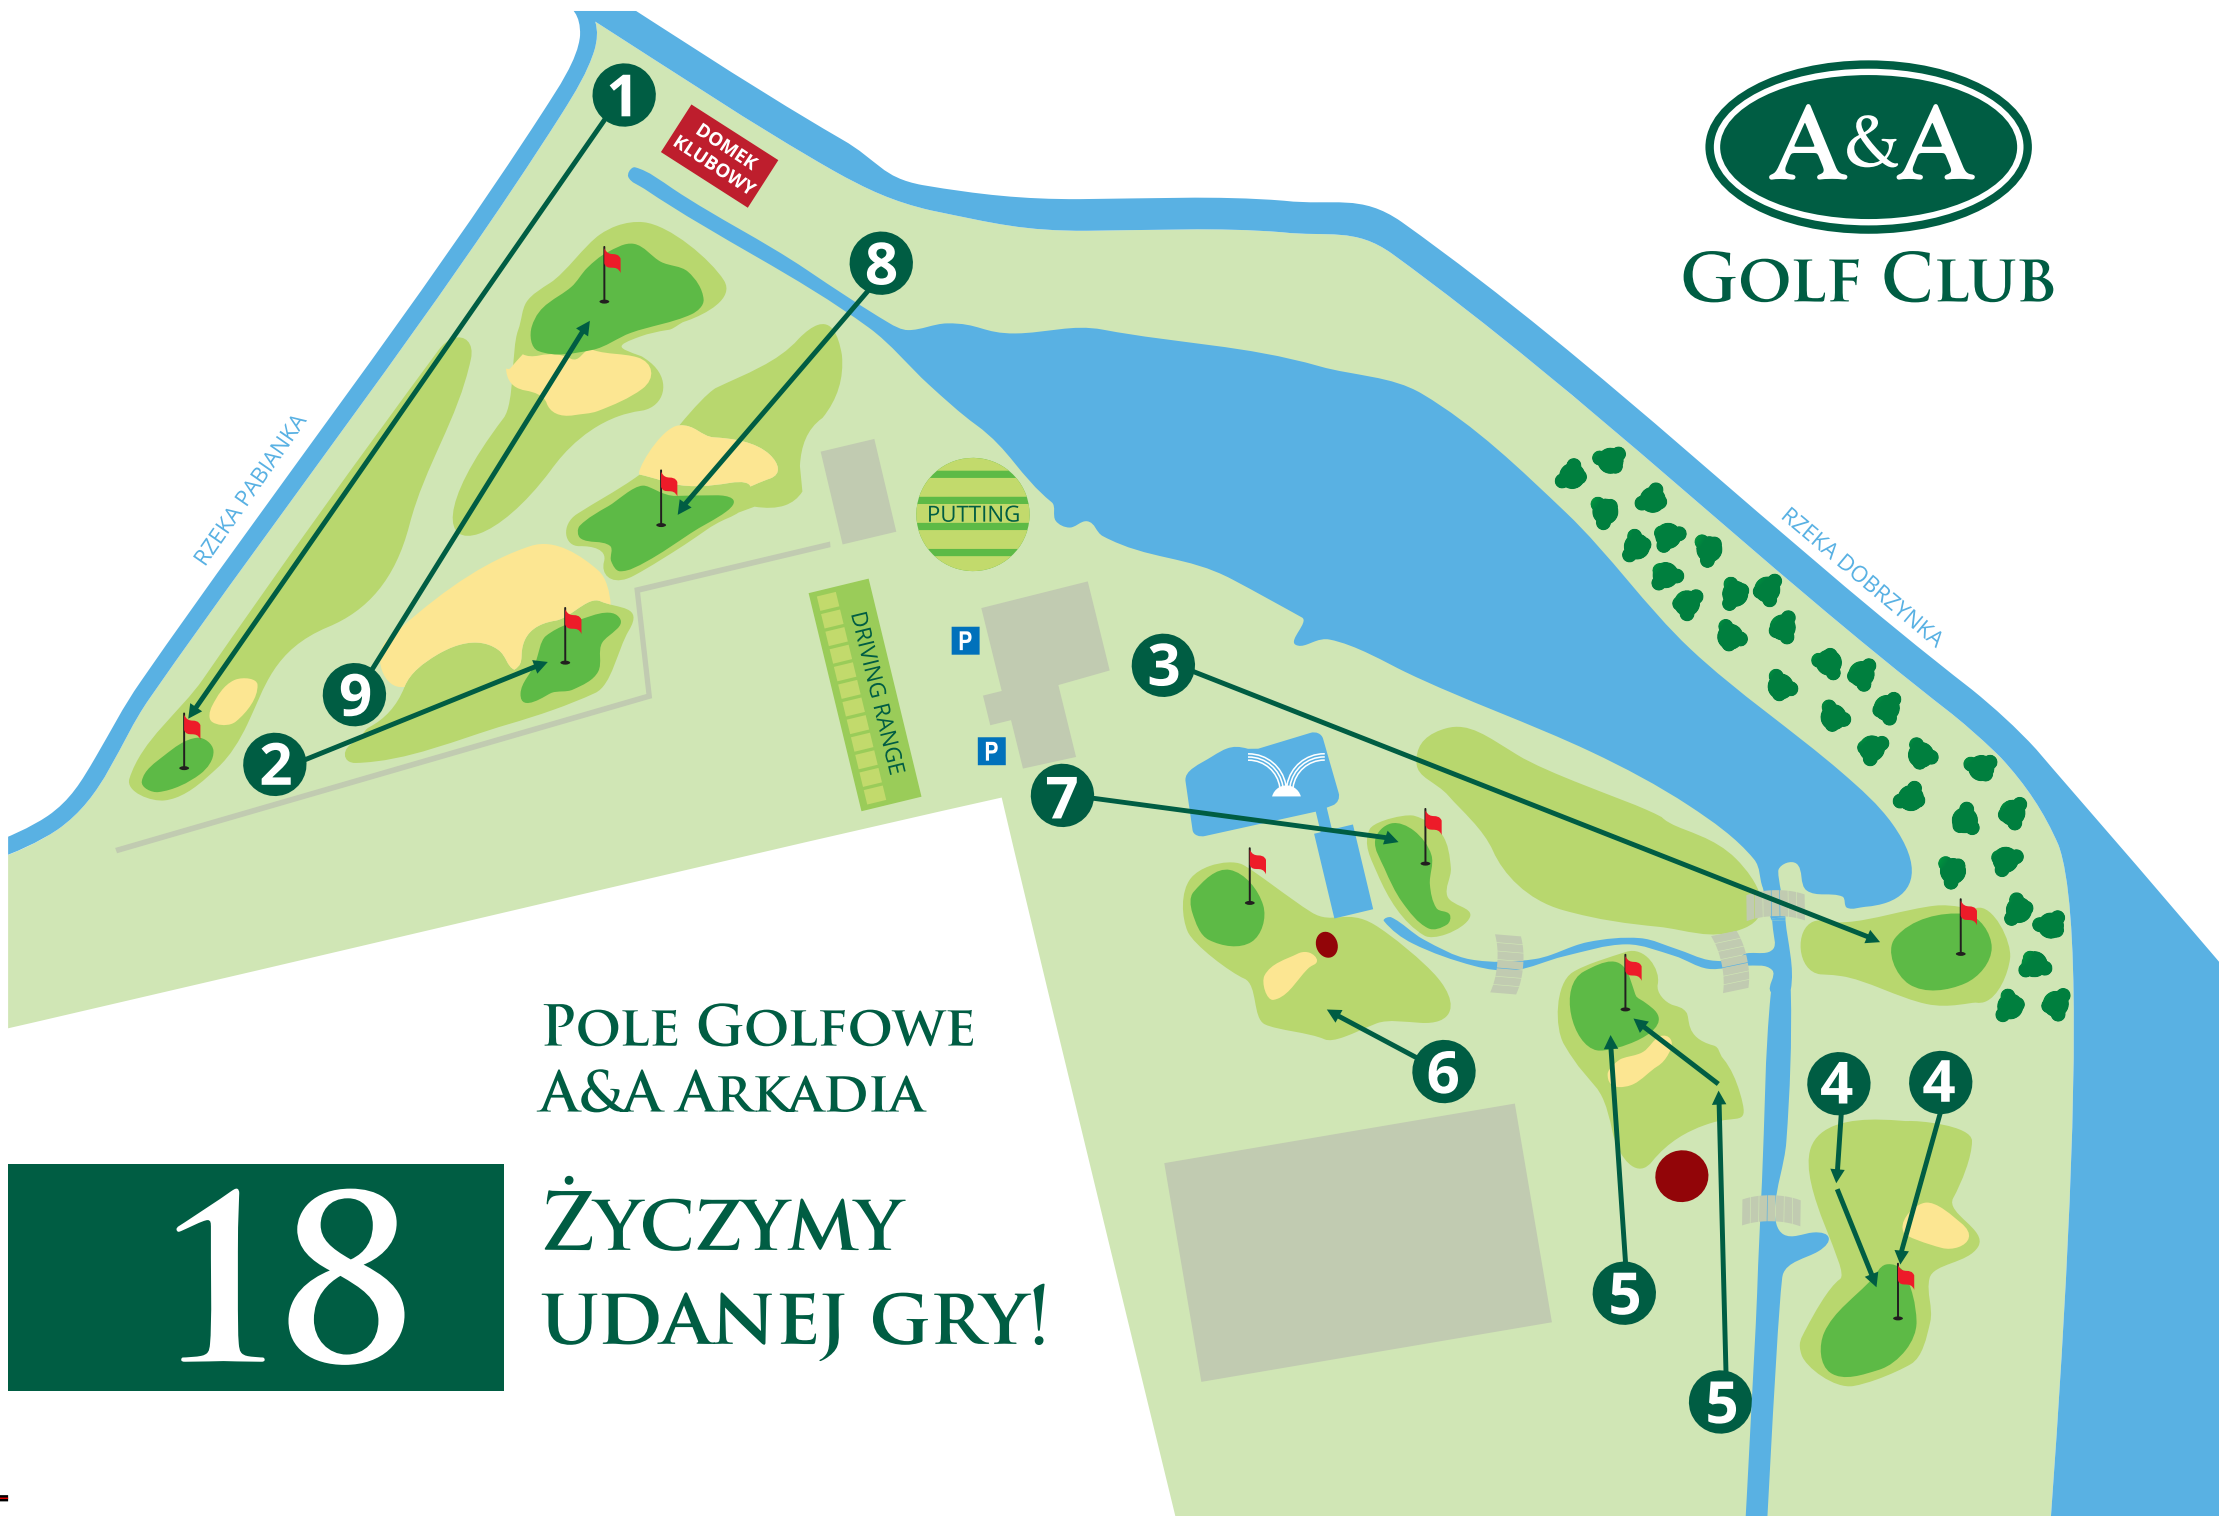 1
DOMEK
KLUBOWY
A&A
GOLF CLUB
8
RZEKA PABIANKA
PUTTING
RZEKA DOBRZYNKA
DRIVING RANGE
P
3
9
2
P
7
6
4
4
5
5
POLE GOLFOWE
A&A ARKADIA
18
ŻYCZYMY
UDANEJ GRY!